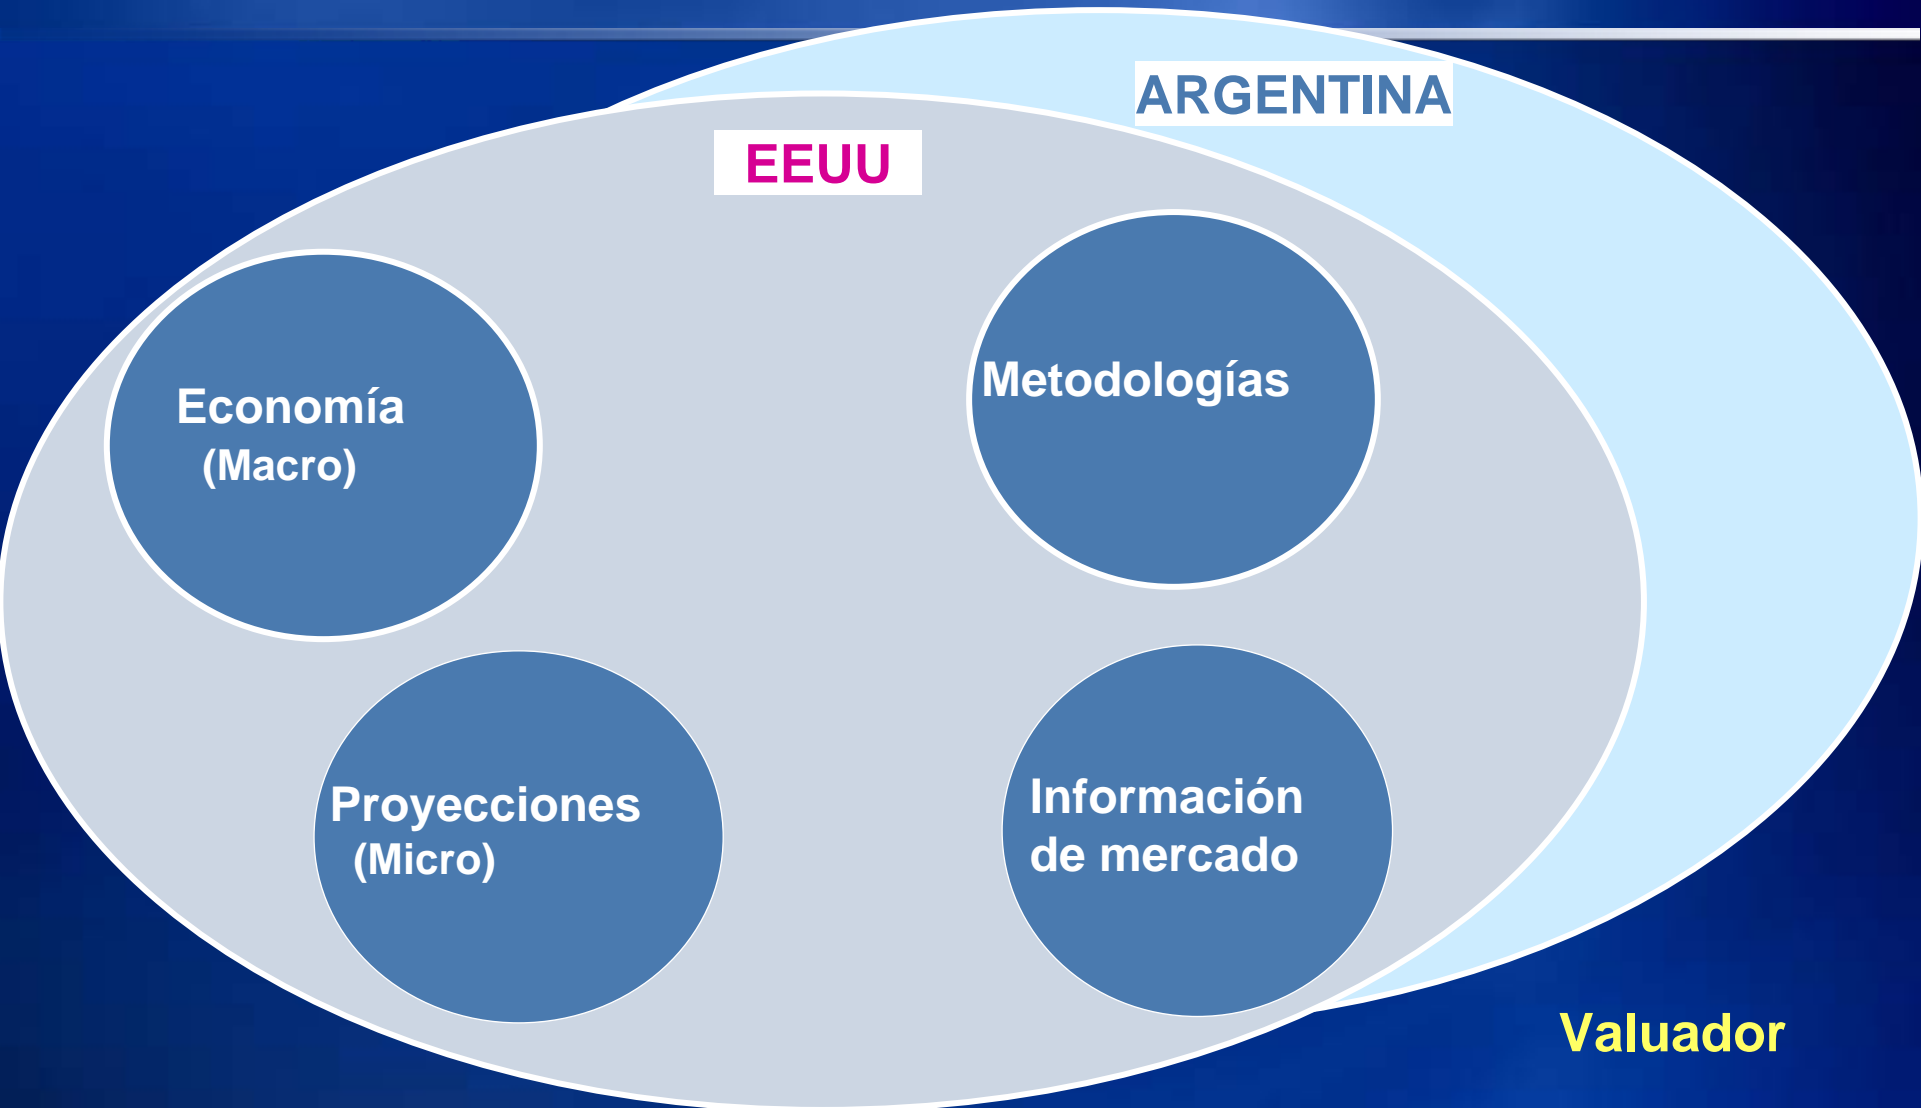 ARGENTINA
EEUU
Economía
(Macro)
Metodologías
Proyecciones
(Micro)
Información
de mercado
Valuador